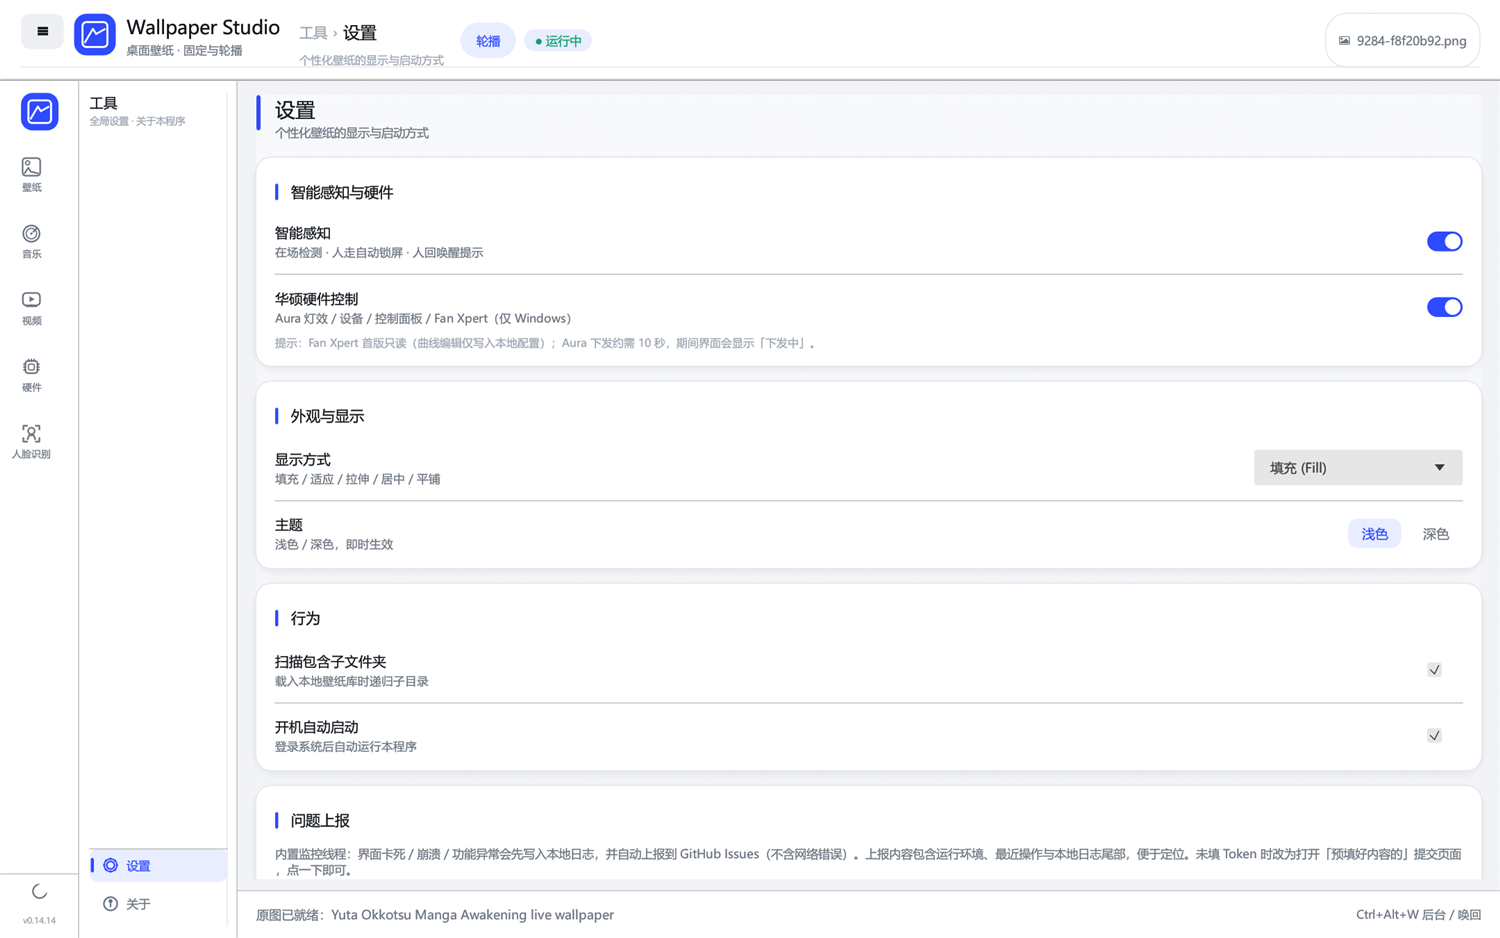 Wallpaper Studio
桌面壁纸 · 固定与轮播
工具 › 设置
个性化壁纸的显示与启动方式
轮播
运行中
9284-f8f20b92.png
壁纸
音乐
视频
硬件
人脸识别
v0.14.14
工具
全局设置 · 关于本程序
设置
关于
设置
个性化壁纸的显示与启动方式
智能感知与硬件
智能感知
在场检测 · 人走自动锁屏 · 人回唤醒提示
华硕硬件控制
Aura 灯效 / 设备 / 控制面板 / Fan Xpert（仅 Windows）
提示：Fan Xpert 首版只读（曲线编辑仅写入本地配置）；Aura 下发约需 10 秒，期间界面会显示「下发中」。
外观与显示
显示方式
填充 / 适应 / 拉伸 / 居中 / 平铺
填充 (Fill)
主题
浅色 / 深色，即时生效
浅色
深色
行为
扫描包含子文件夹
载入本地壁纸库时递归子目录
开机自动启动
登录系统后自动运行本程序
问题上报
内置监控线程：界面卡死 / 崩溃 / 功能异常会先写入本地日志，并自动上报到 GitHub Issues（不含网络错误）。上报内容包含运行环境、最近操作与本地日志尾部，便于定位。未填 Token 时改为打开「预填好内容的」提交页面
，点一下即可。
原图已就绪：Yuta Okkotsu Manga Awakening live wallpaper
Ctrl+Alt+W 后台 / 唤回